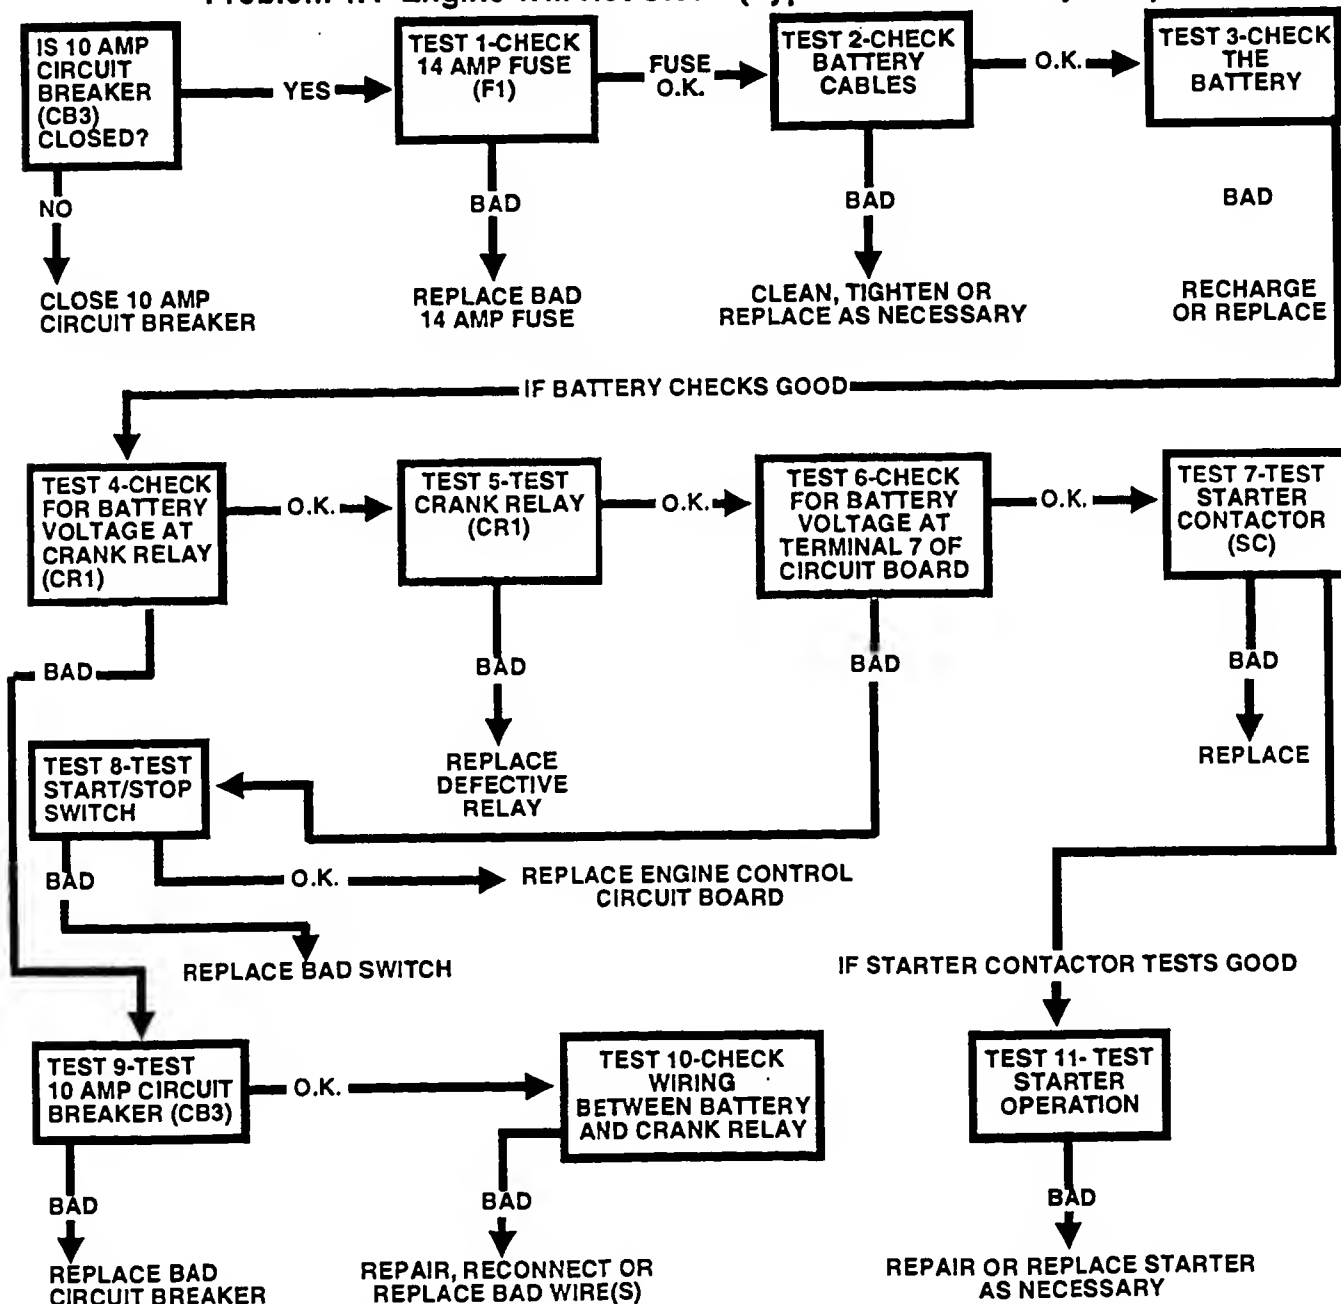 IS 10 AMP
CIRCUIT
BREAKER
(CB3)
CLOSED?
YES
TEST 1-CHECK
14 AMP FUSE
(F1)
FUSE
O.K.
TEST 2-CHECK
BATTERY
CABLES
O.K.
TEST 3-CHECK
THE
BATTERY
NO
BAD
BAD
BAD
CLOSE 10 AMP
CIRCUIT BREAKER
REPLACE BAD
14 AMP FUSE
CLEAN, TIGHTEN OR
REPLACE AS NECESSARY
RECHARGE
OR REPLACE
IF BATTERY CHECKS GOOD
TEST 4-CHECK
FOR BATTERY
VOLTAGE AT
CRANK RELAY
(CR1)
O.K.
TEST 5-TEST
CRANK RELAY
(CR1)
O.K.
TEST 6-CHECK
FOR BATTERY
VOLTAGE AT
TERMINAL 7 OF
CIRCUIT BOARD
O.K.
TEST 7-TEST
STARTER
CONTACTOR
(SC)
BAD
BAD
BAD
BAD
REPLACE
DEFECTIVE
RELAY
REPLACE
TEST 8-TEST
START/STOP
SWITCH
BAD
O.K.
REPLACE ENGINE CONTROL
CIRCUIT BOARD
REPLACE BAD SWITCH
IF STARTER CONTACTOR TESTS GOOD
TEST 9-TEST
10 AMP CIRCUIT
BREAKER (CB3)
O.K.
TEST 10-CHECK
WIRING
BETWEEN BATTERY
AND CRANK RELAY
TEST 11- TEST
STARTER
OPERATION
BAD
BAD
BAD
REPLACE BAD
CIRCUIT BREAKER
REPAIR, RECONNECT OR
REPLACE BAD WIRE(S)
REPAIR OR REPLACE STARTER
AS NECESSARY